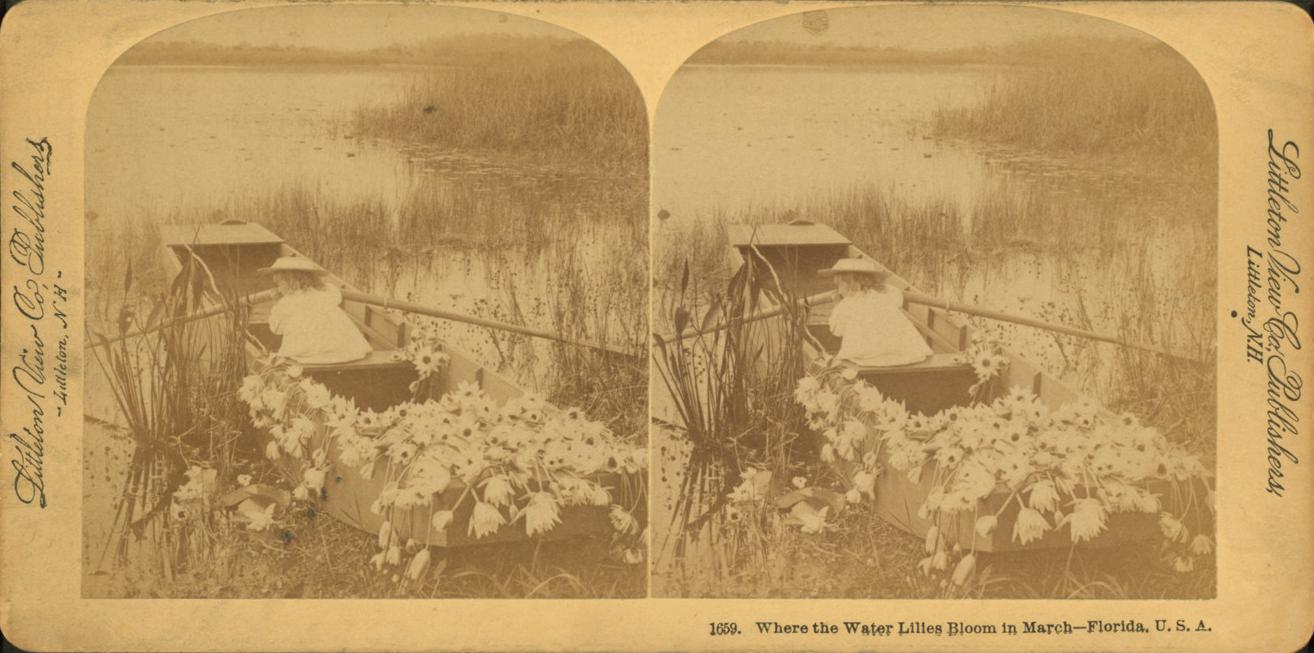 Littleton View Co, Publishers,
- Littleton, N. H -
Littleton View Co, Publishers,
Littleton, N.H.
1659. Where the Water Lilies Bloom in March—Florida, U. S. A.